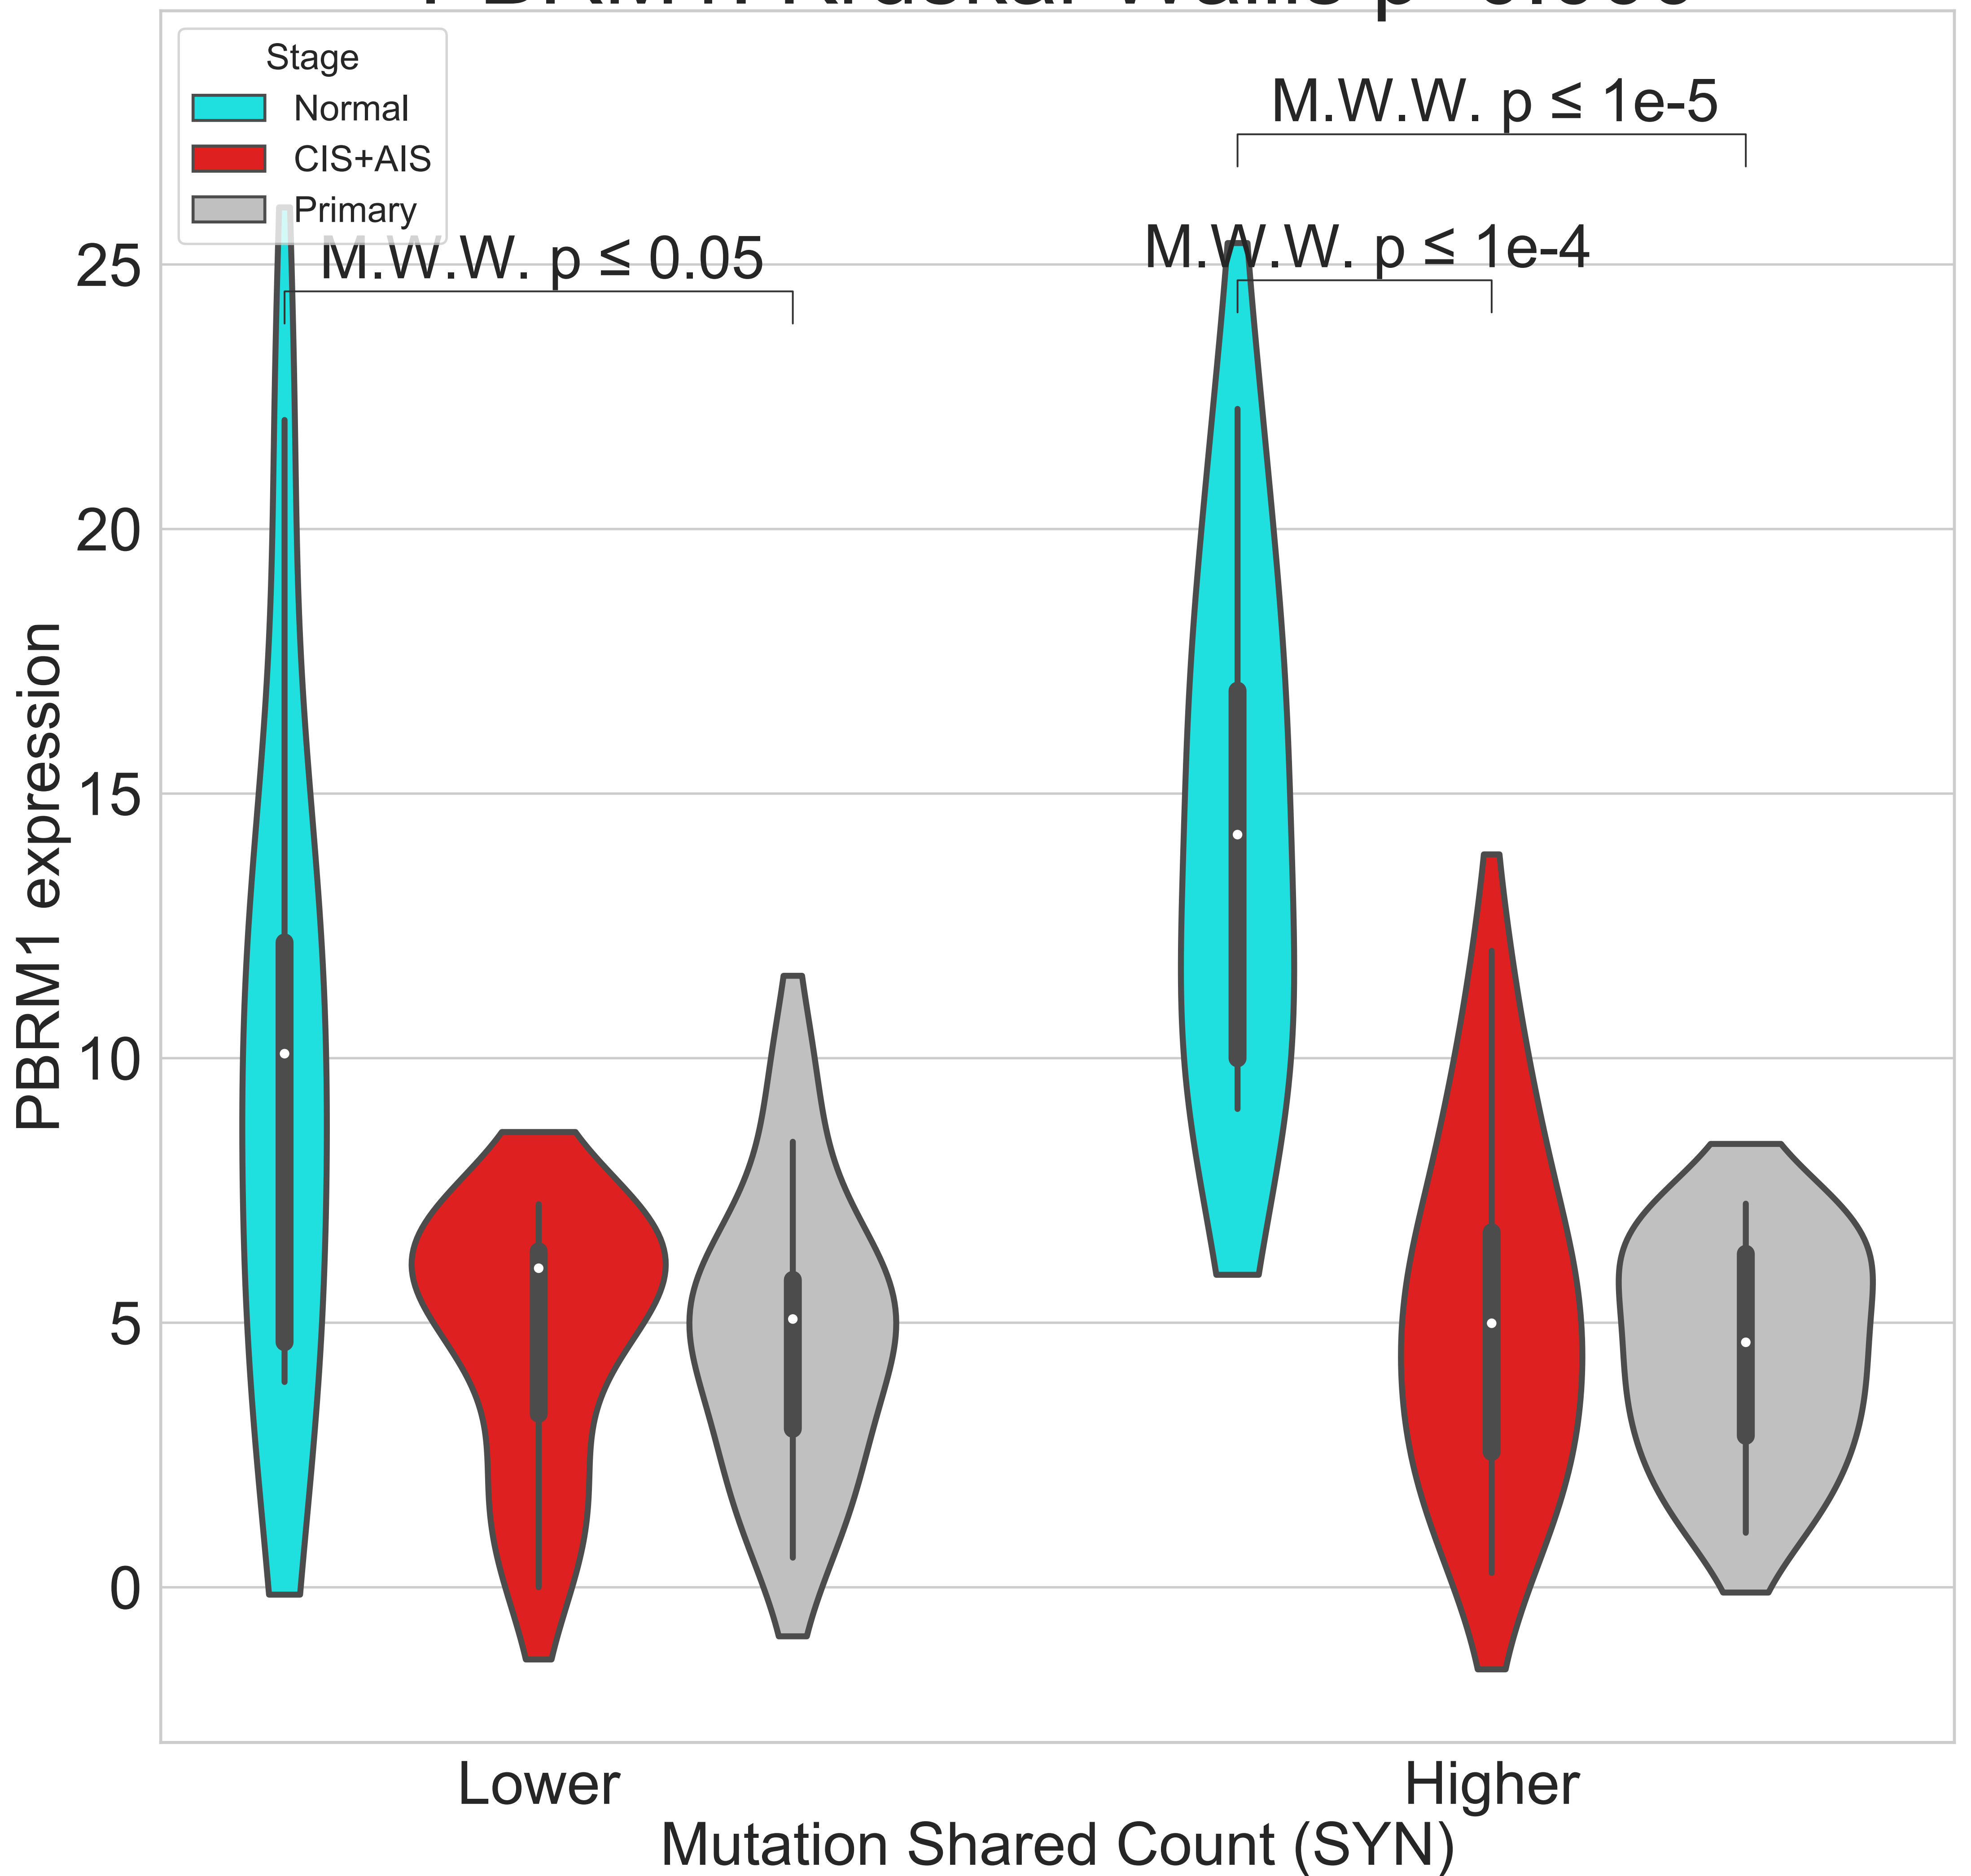 Stage
Normal
CIS+AIS
Primary
M.W.W. p ≤ 1e-5
M.W.W. p ≤ 0.05
M.W.W. p ≤ 1e-4
25
20
15
10
5
0
PBRM1 expression
Lower
Higher
Mutation Shared Count (SYN)